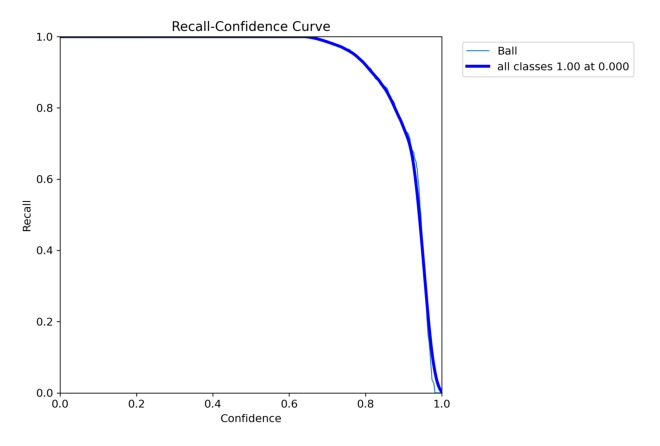 Recall-Confidence Curve
1.0
0.8
0.6
0.4
0.2
0.0
Recall
0.0 0.2 0.4 0.6 0.8 1.0
Confidence
Ball
all classes 1.00 at 0.000